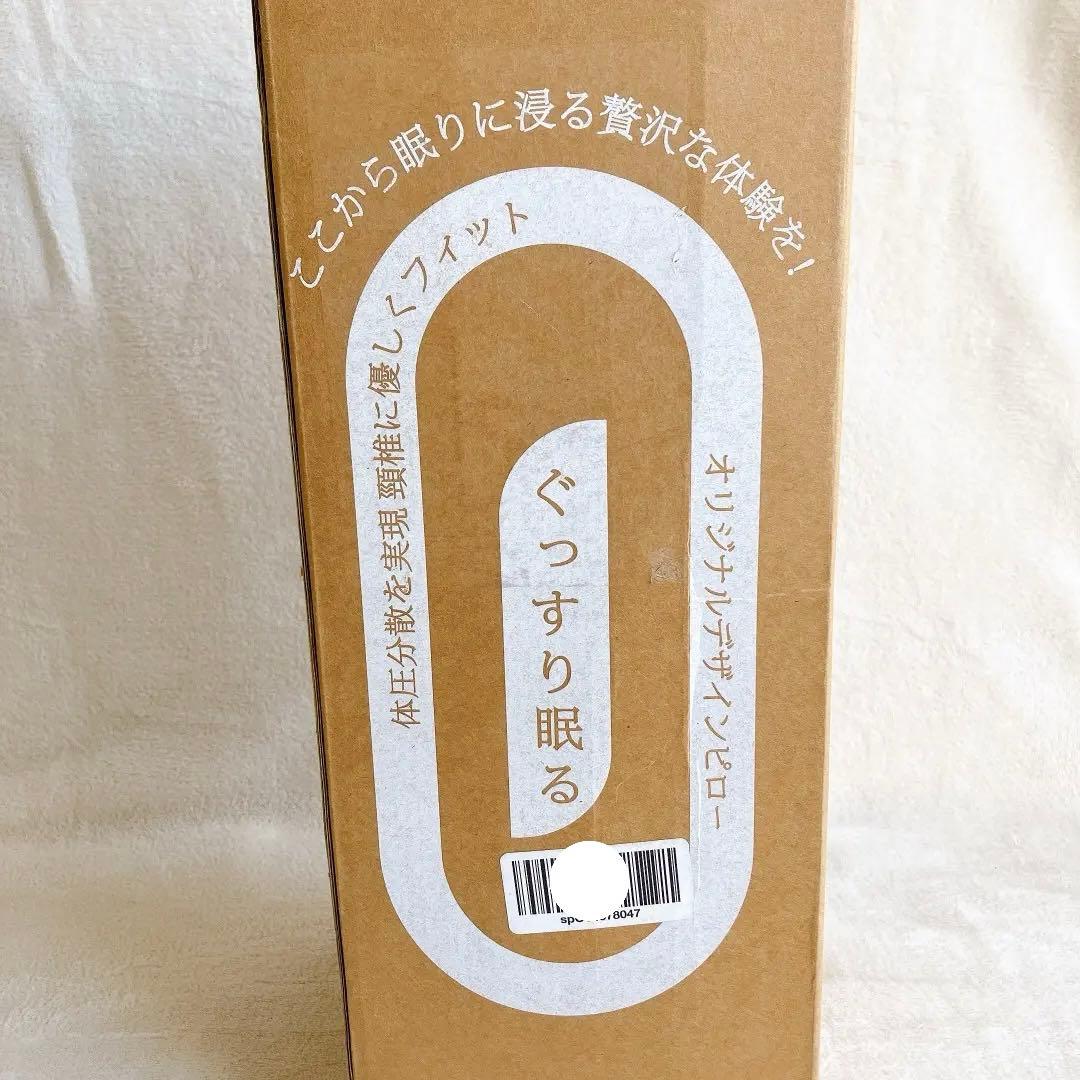 ここから眠りに浸る贅沢な体験を!
体圧分散を実現 頸椎に優しくフィット
ぐっすり眠る
オリジナルデザインピロー